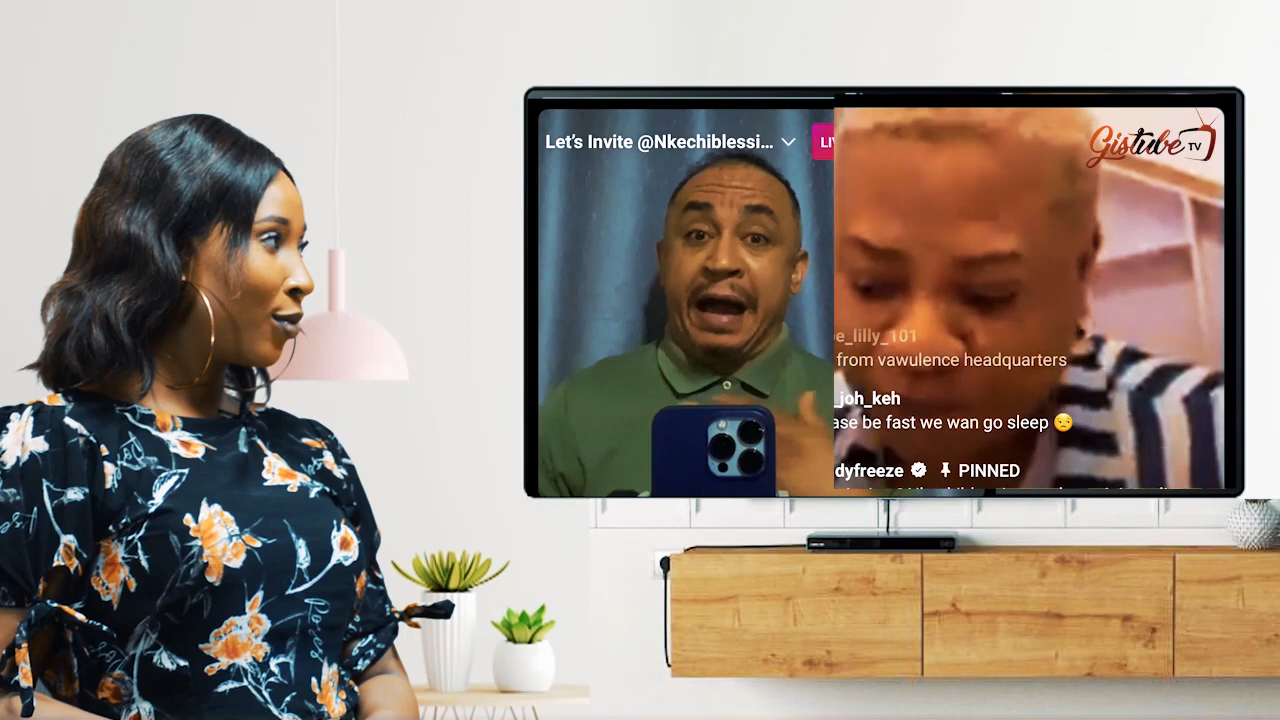 Let's Invite @Nkechiblessi...
LI
Gistube TV
e_lilly_101
from vawulence headquarters
_joh_keh
ase be fast we wan go sleep 😒
dyfreeze PINNED